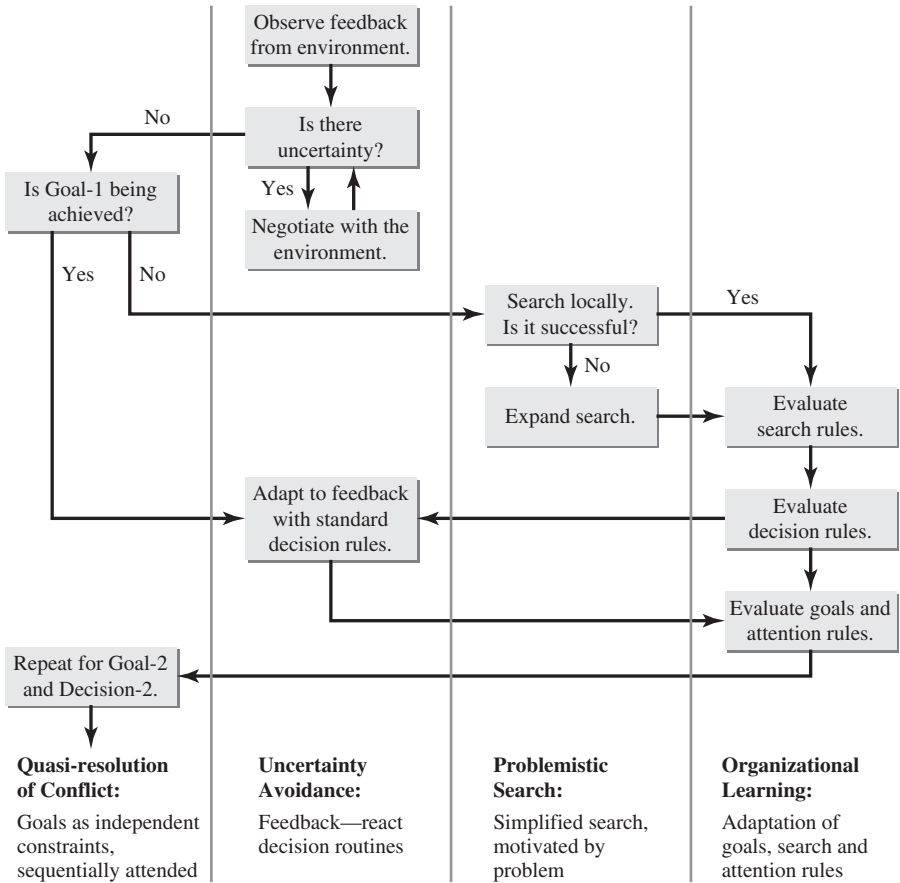 Observe feedback
from environment.
No
Is there
uncertainty?
Is Goal-1 being
achieved?
Yes
Negotiate with the
environment.
Yes
No
Search locally.
Is it successful?
Yes
No
Expand search.
Evaluate
search rules.
Adapt to feedback
with standard
decision rules.
Evaluate
decision rules.
Evaluate goals and
attention rules.
Repeat for Goal-2
and Decision-2.
Quasi-resolution
of Conflict:
Goals as independent
constraints,
sequentially attended
Uncertainty
Avoidance:
Feedback—react
decision routines
Problemistic
Search:
Simplified search,
motivated by
problem
Organizational
Learning:
Adaptation of
goals, search and
attention rules